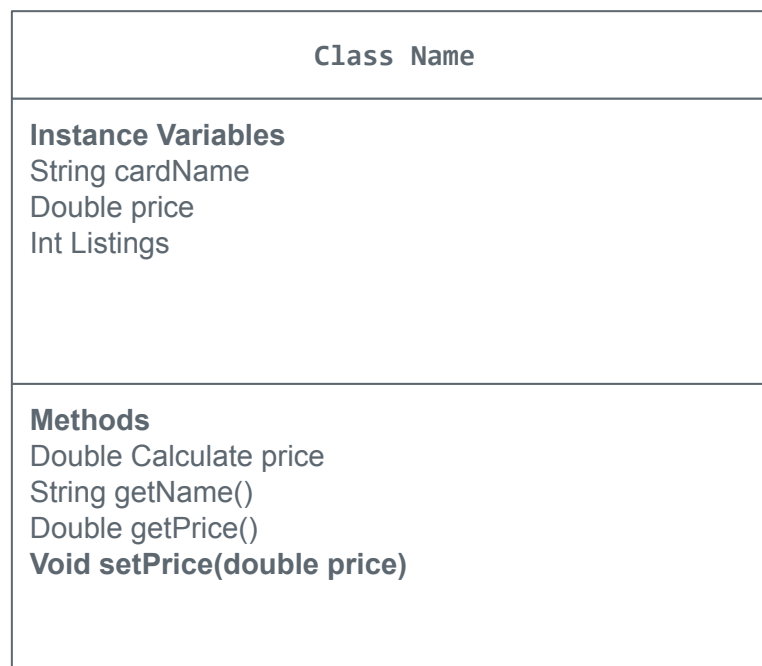 Class Name
Instance Variables
String cardName
Double price
Int Listings
Methods
Double Calculate price
String getName()
Double getPrice()
Void setPrice(double price)